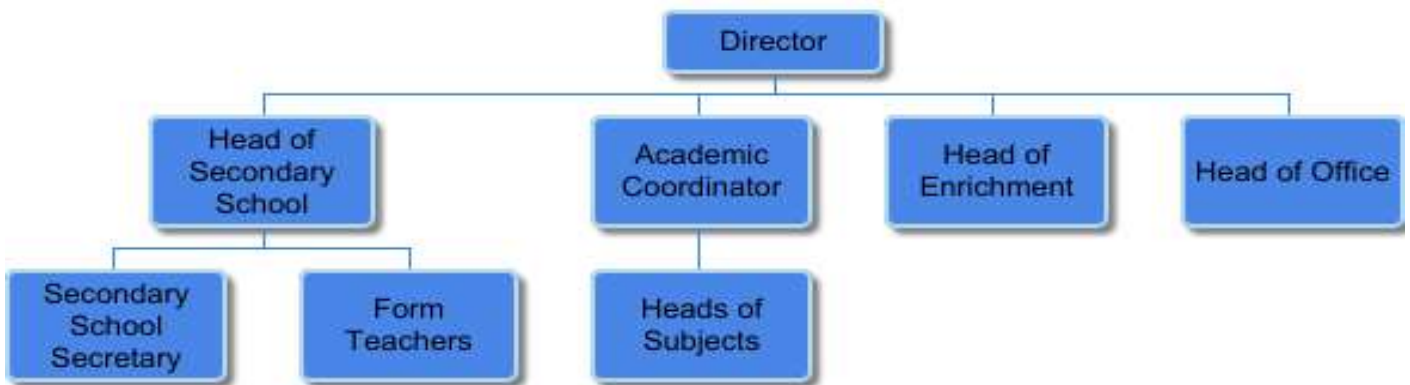 Director
Head of
Secondary
School
Academic
Coordinator
Head of
Enrichment
Head of Office
Secondary
School
Secretary
Form
Teachers
Heads of
Subjects